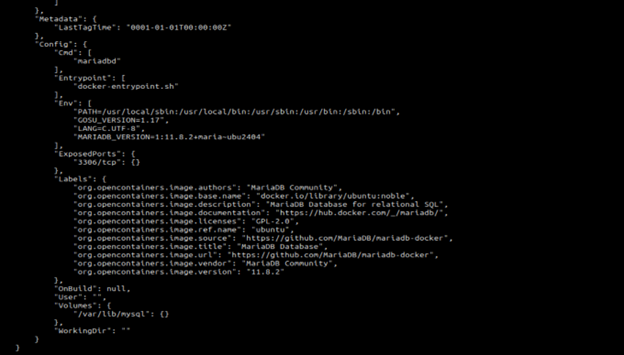 ]
},
"Metadata": {
"LastTagTime": "0001-01-01T00:00:00Z"
},
"Config": {
"Cmd": [
"mariadbd"
],
"Entrypoint": [
"docker-entrypoint.sh"
],
"Env": [
"PATH=/usr/local/sbin:/usr/local/bin:/usr/sbin:/usr/bin:/sbin:/bin",
"GOSU_VERSION=1.17",
"LANG=C.UTF-8",
"MARIADB_VERSION=1:11.8.2+maria~ubu2404"
],
"ExposedPorts": {
"3306/tcp": {}
},
"Labels": {
"org.opencontainers.image.authors": "MariaDB Community",
"org.opencontainers.image.base.name": "docker.io/library/ubuntu:noble",
"org.opencontainers.image.description": "MariaDB Database for relational SQL",
"org.opencontainers.image.documentation": "https://hub.docker.com/_/mariadb/",
"org.opencontainers.image.licenses": "GPL-2.0",
"org.opencontainers.image.ref.name": "ubuntu",
"org.opencontainers.image.source": "https://github.com/MariaDB/mariadb-docker",
"org.opencontainers.image.title": "MariaDB Database",
"org.opencontainers.image.url": "https://github.com/MariaDB/mariadb-docker",
"org.opencontainers.image.vendor": "MariaDB Community",
"org.opencontainers.image.version": "11.8.2"
},
"OnBuild": null,
"User": "",
"Volumes": {
"/var/lib/mysql": {}
},
"WorkingDir": ""
}
}